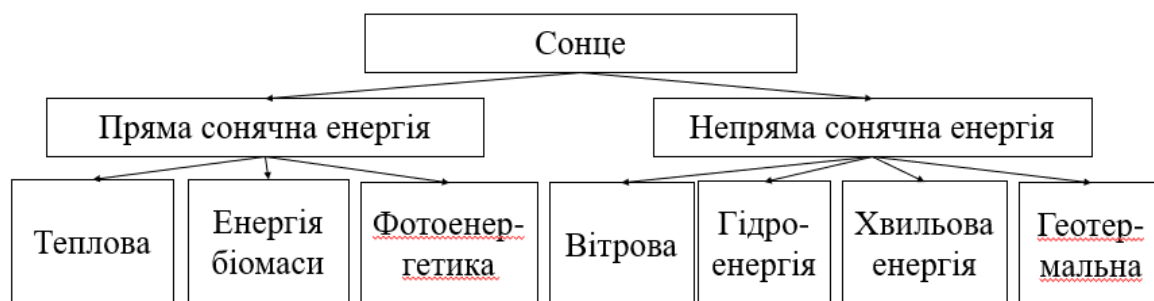 Сонце
Пряма сонячна енергія
Непряма сонячна енергія
Теплова
Енергія
біомаси
Фотоенер-
гетика
Вітрова
Гідро-
енергія
Хвильова
енергія
Геотер-
мальна